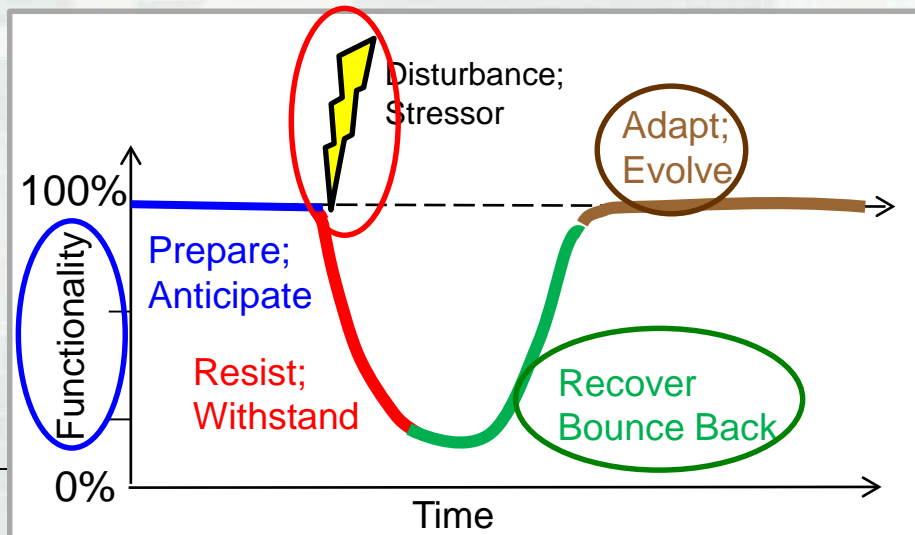 Disturbance;
Stressor
Adapt;
Evolve
100%
Functionality
Prepare;
Anticipate
Resist;
Withstand
Recover
Bounce Back
0%
Time